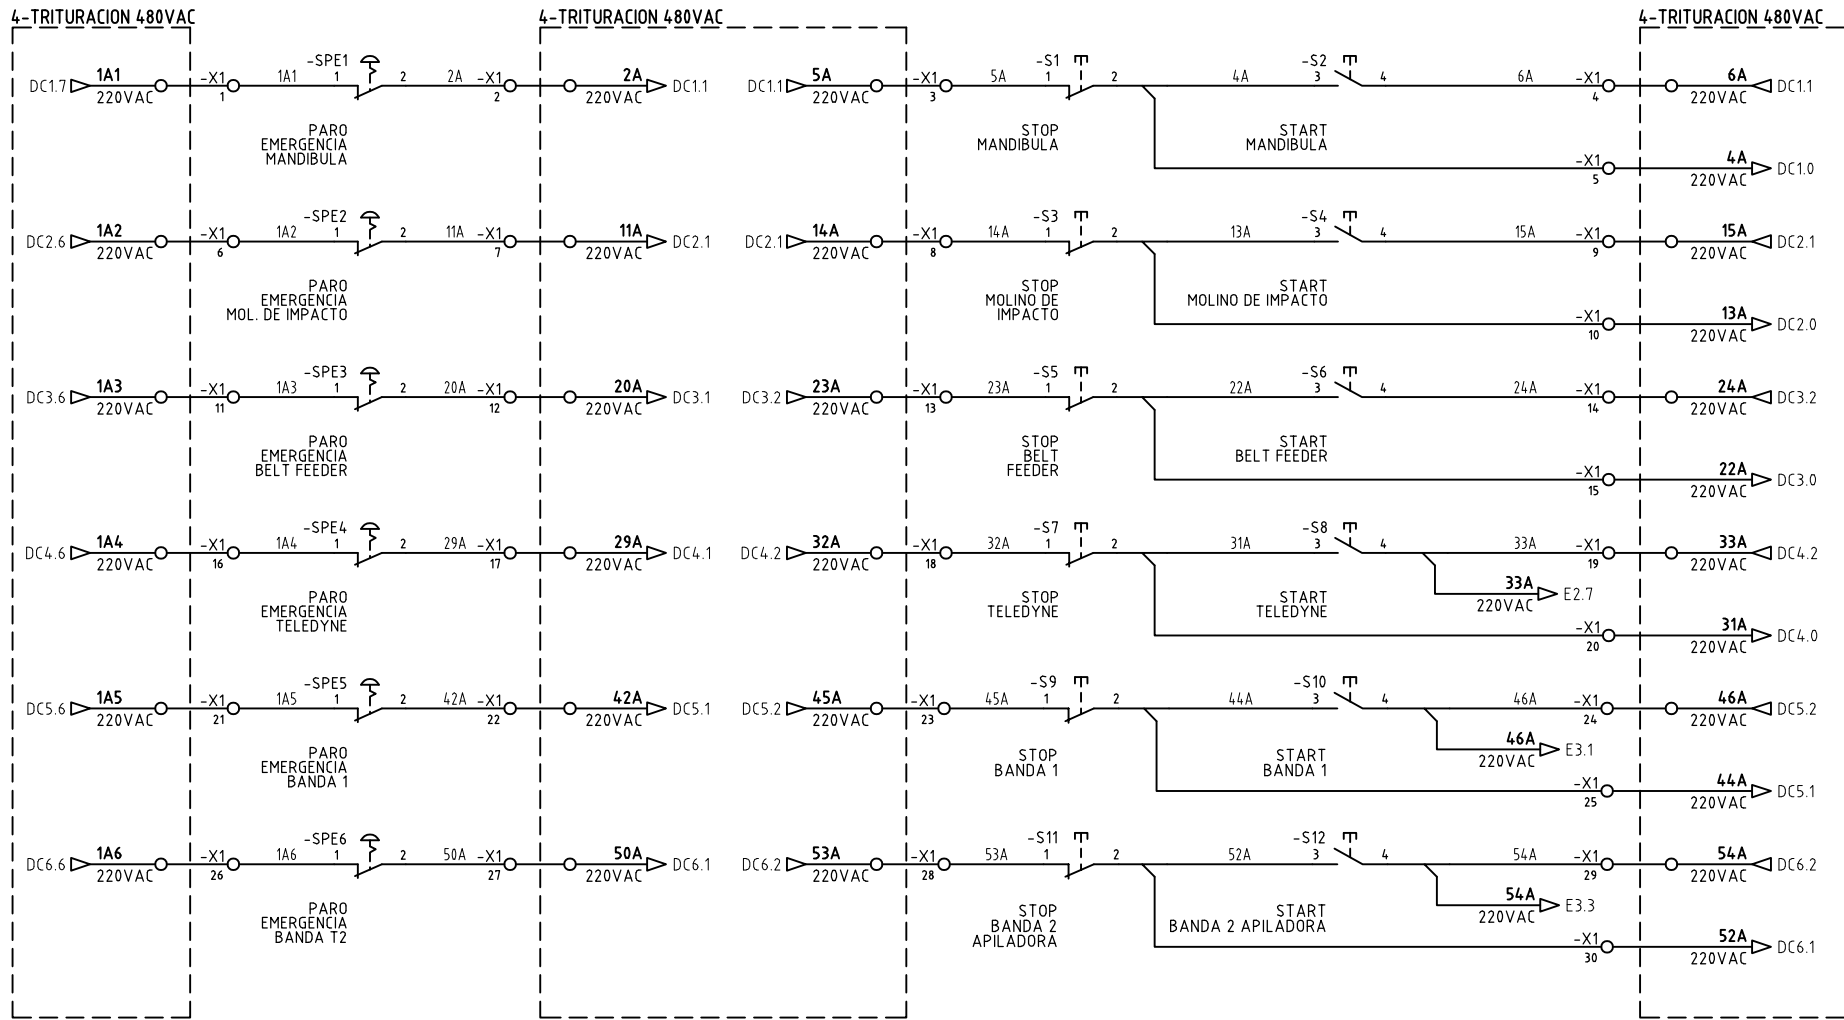 4-TRITURACION 480VAC
4-TRITURACION 480VAC
4-TRITURACION 480VAC
DC1.7 1A1 220VAC -X1 1 1A1 -SPE1 1 2 2A -X1 2 2A 220VAC DC1.1
DC1.1 5A 220VAC -X1 3 5A -S1 1 2 4A -S2 3 4 6A -X1 4 6A 220VAC DC1.1
PARO
EMERGENCIA
MANDIBULA
STOP
MANDIBULA
START
MANDIBULA
-X1 5 4A 220VAC DC1.0
DC2.6 1A2 220VAC -X1 6 1A2 -SPE2 1 2 11A -X1 7 11A 220VAC DC2.1
DC2.1 14A 220VAC -X1 8 14A -S3 1 2 13A -S4 3 4 15A -X1 9 15A 220VAC DC2.1
PARO
EMERGENCIA
MOL. DE IMPACTO
STOP
MOLINO DE
IMPACTO
START
MOLINO DE IMPACTO
-X1 10 13A 220VAC DC2.0
DC3.6 1A3 220VAC -X1 11 1A3 -SPE3 1 2 20A -X1 12 20A 220VAC DC3.1
DC3.2 23A 220VAC -X1 13 23A -S5 1 2 22A -S6 3 4 24A -X1 14 24A 220VAC DC3.2
PARO
EMERGENCIA
BELT FEEDER
STOP
BELT
FEEDER
START
BELT FEEDER
-X1 15 22A 220VAC DC3.0
DC4.6 1A4 220VAC -X1 16 1A4 -SPE4 1 2 29A -X1 17 29A 220VAC DC4.1
DC4.2 32A 220VAC -X1 18 32A -S7 1 2 31A -S8 3 4 33A -X1 19 33A 220VAC DC4.2
33A 220VAC E2.7
PARO
EMERGENCIA
TELEDYNE
STOP
TELEDYNE
START
TELEDYNE
-X1 20 31A 220VAC DC4.0
DC5.6 1A5 220VAC -X1 21 1A5 -SPE5 1 2 42A -X1 22 42A 220VAC DC5.1
DC5.2 45A 220VAC -X1 23 45A -S9 1 2 44A -S10 3 4 46A -X1 24 46A 220VAC DC5.2
46A 220VAC E3.1
PARO
EMERGENCIA
BANDA 1
STOP
BANDA 1
START
BANDA 1
-X1 25 44A 220VAC DC5.1
DC6.6 1A6 220VAC -X1 26 1A6 -SPE6 1 2 50A -X1 27 50A 220VAC DC6.1
DC6.2 53A 220VAC -X1 28 53A -S11 1 2 52A -S12 3 4 54A -X1 29 54A 220VAC DC6.2
54A 220VAC E3.3
PARO
EMERGENCIA
BANDA T2
STOP
BANDA 2
APILADORA
START
BANDA 2 APILADORA
-X1 30 52A 220VAC DC6.1